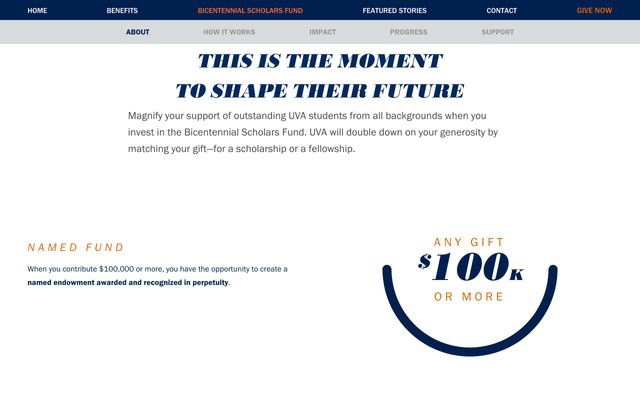 HOME BENEFITS BICENTENNIAL SCHOLARS FUND FEATURED STORIES CONTACT GIVE NOW
ABOUT HOW IT WORKS IMPACT PROGRESS SUPPORT
THIS IS THE MOMENT
TO SHAPE THEIR FUTURE
Magnify your support of outstanding UVA students from all backgrounds when you
invest in the Bicentennial Scholars Fund. UVA will double down on your generosity by
matching your gift—for a scholarship or a fellowship.
NAMED FUND
When you contribute $100,000 or more, you have the opportunity to create a
named endowment awarded and recognized in perpetuity.
ANY GIFT
$100K
OR MORE